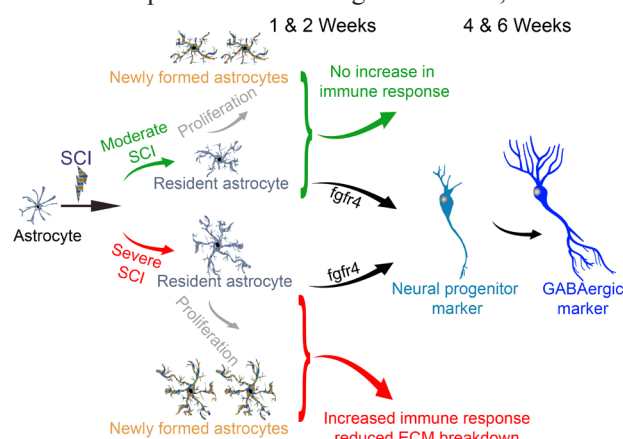 1 & 2 Weeks
4 & 6 Weeks
Newly formed astrocytes
No increase in
immune response
Proliferation
Moderate
SCI
SCI
Resident astrocyte
fgfr4
Astrocyte
Severe
SCI
Resident astrocyte
fgfr4
Neural progenitor
marker
GABAergic
marker
Proliferation
Newly formed astrocytes
Increased immune response
reduced ECM breakdown